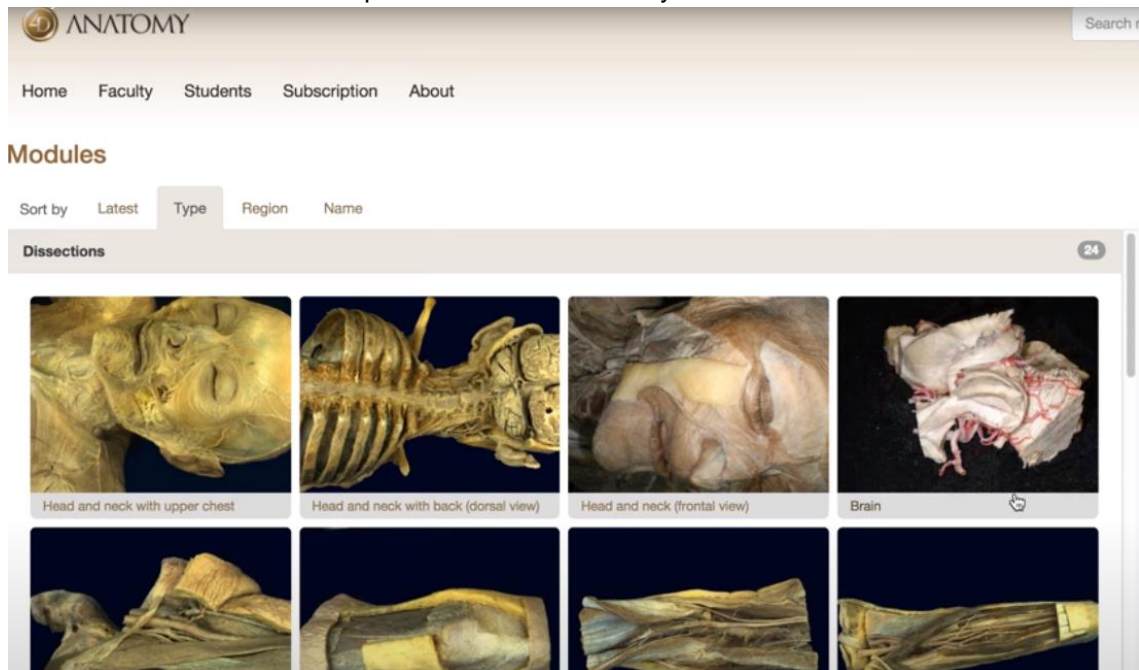 4D ANATOMY
Search
Home Faculty Students Subscription About
Modules
Sort by Latest Type Region Name
Dissections 24
Head and neck with upper chest
Head and neck with back (dorsal view)
Head and neck (frontal view)
Brain